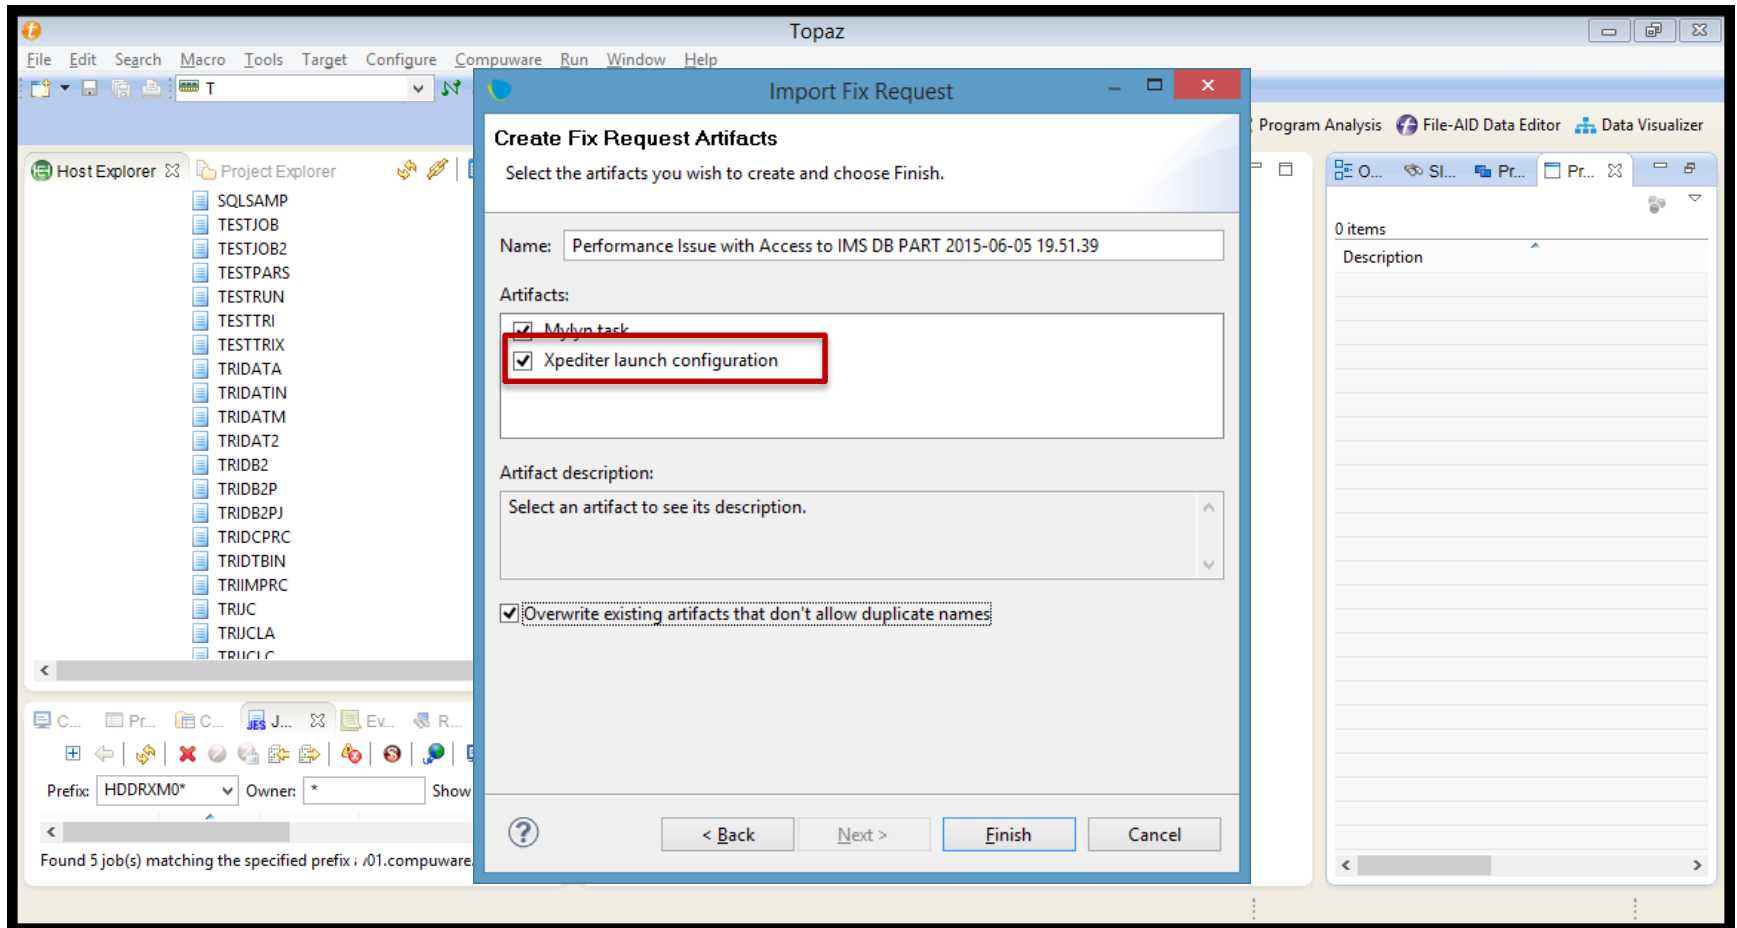 Topaz
File Edit Search Macro Tools Target Configure Compuware Run Window Help
T
Program Analysis File-AID Data Editor Data Visualizer
Host Explorer Project Explorer
SQLSAMP
TESTJOB
TESTJOB2
TESTPARS
TESTRUN
TESTTRI
TESTTRIX
TRIDATA
TRIDATIN
TRIDATM
TRIDAT2
TRIDB2
TRIDB2P
TRIDB2PJ
TRIDCPRC
TRIDTBIN
TRIIMPRC
TRIJC
TRIJCLA
TRIJCLC
C... Pr... C... J... Ev... R...
Prefix: HDDRXM0* Owner: * Show
Found 5 job(s) matching the specified prefix a /01.compuware.
Import Fix Request
Create Fix Request Artifacts
Select the artifacts you wish to create and choose Finish.
Name: Performance Issue with Access to IMS DB PART 2015-06-05 19.51.39
Artifacts:
Mylyn task
Xpediter launch configuration
Artifact description:
Select an artifact to see its description.
Overwrite existing artifacts that don't allow duplicate names
< Back Next > Finish Cancel
O... SI... Pr... Pr...
0 items
Description